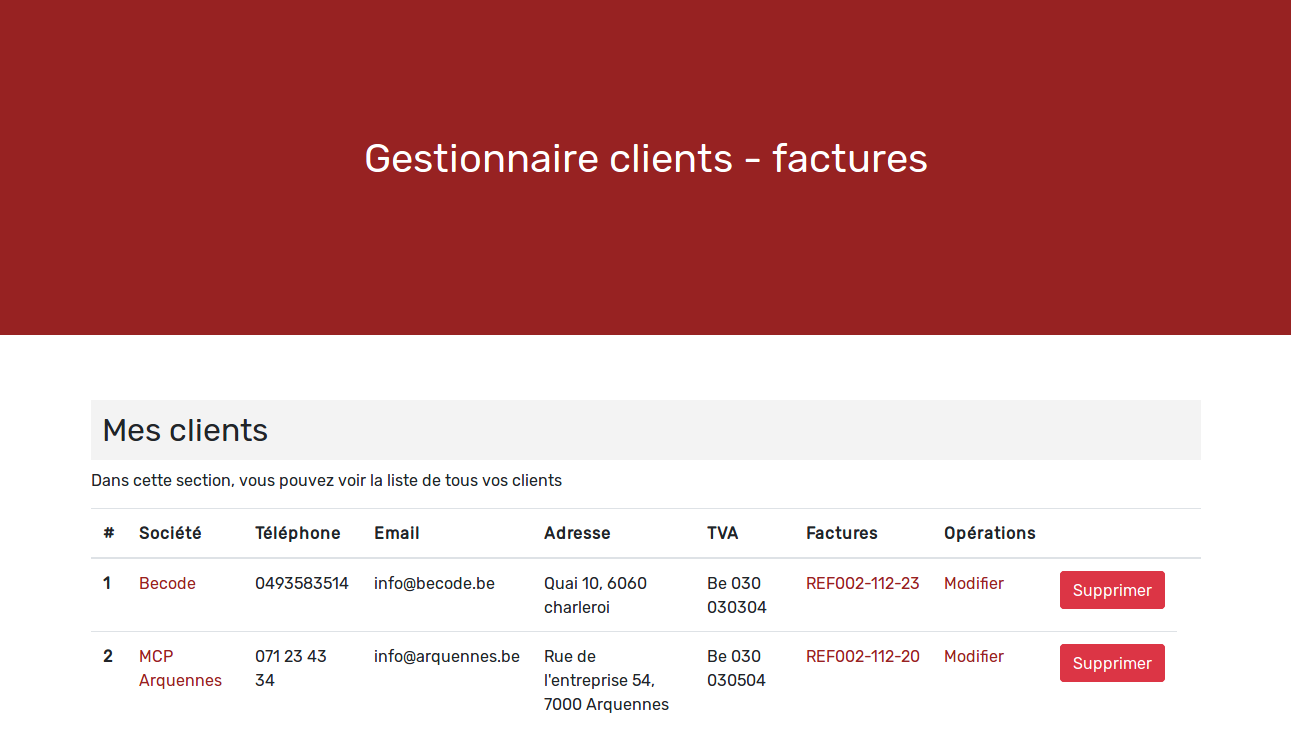 Gestionnaire clients - factures
Mes clients
Dans cette section, vous pouvez voir la liste de tous vos clients
# Société Téléphone Email Adresse TVA Factures Opérations
1 Becode 0493583514 info@becode.be Quai 10, 6060 Be 030 REF002-112-23 Modifier Supprimer
charleroi 030304
2 MCP 071 23 43 info@arquennes.be Rue de Be 030 REF002-112-20 Modifier Supprimer
Arquennes 34 l'entreprise 54, 030504
7000 Arquennes